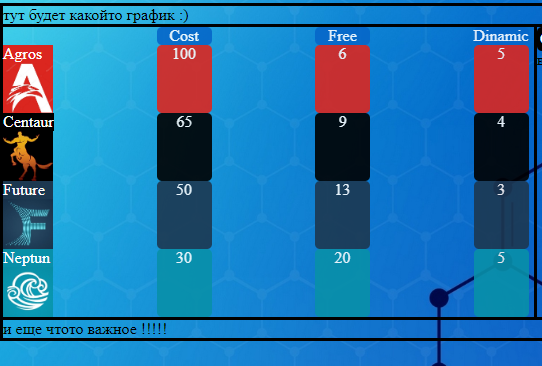 тут будет какойто график :)
Cost Free Dinamic
Agros 100 6 5
Centaur 65 9 4
Future 50 13 3
Neptun 30 20 5
и еще чтото важное !!!!!